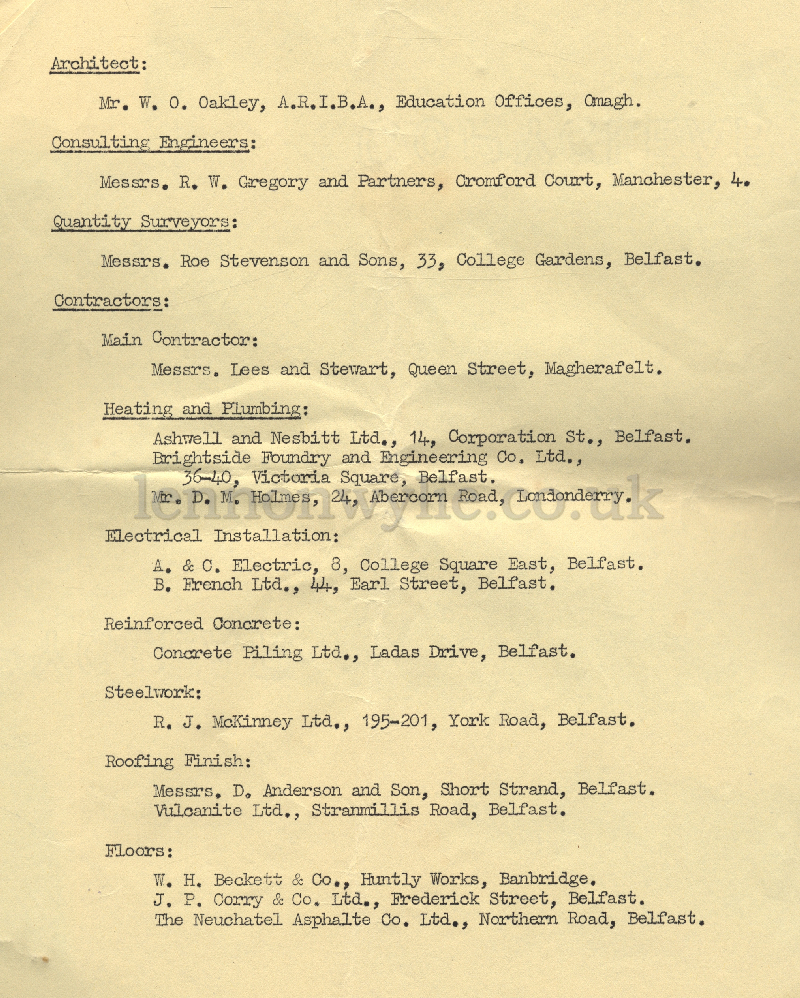 Architect:
Mr. W. O. Oakley, A.R.I.B.A., Education Offices, Omagh.
Consulting Engineers:
Messrs. R. W. Gregory and Partners, Cromford Court, Manchester, 4.
Quantity Surveyors:
Messrs. Roe Stevenson and Sons, 33, College Gardens, Belfast.
Contractors:
Main Contractor:
Messrs. Lees and Stewart, Queen Street, Magherafelt.
Heating and Plumbing:
Ashwell and Nesbitt Ltd., 14, Corporation St., Belfast.
Brightside Foundry and Engineering Co. Ltd.,
36-40, Victoria Square, Belfast.
Mr. D. M. Holmes, 24, Abercorn Road, Londonderry.
Electrical Installation:
A. & C. Electric, 8, College Square East, Belfast.
B. French Ltd., 44, Earl Street, Belfast.
Reinforced Concrete:
Concrete Piling Ltd., Ladas Drive, Belfast.
Steelwork:
R. J. McKinney Ltd., 195-201, York Road, Belfast.
Roofing Finish:
Messrs. D. Anderson and Son, Short Strand, Belfast.
Vulcanite Ltd., Stranmillis Road, Belfast.
Floors:
W. H. Beckett & Co., Huntly Works, Banbridge.
J. P. Corry & Co. Ltd., Frederick Street, Belfast.
The Neuchatel Asphalte Co. Ltd., Northern Road, Belfast.